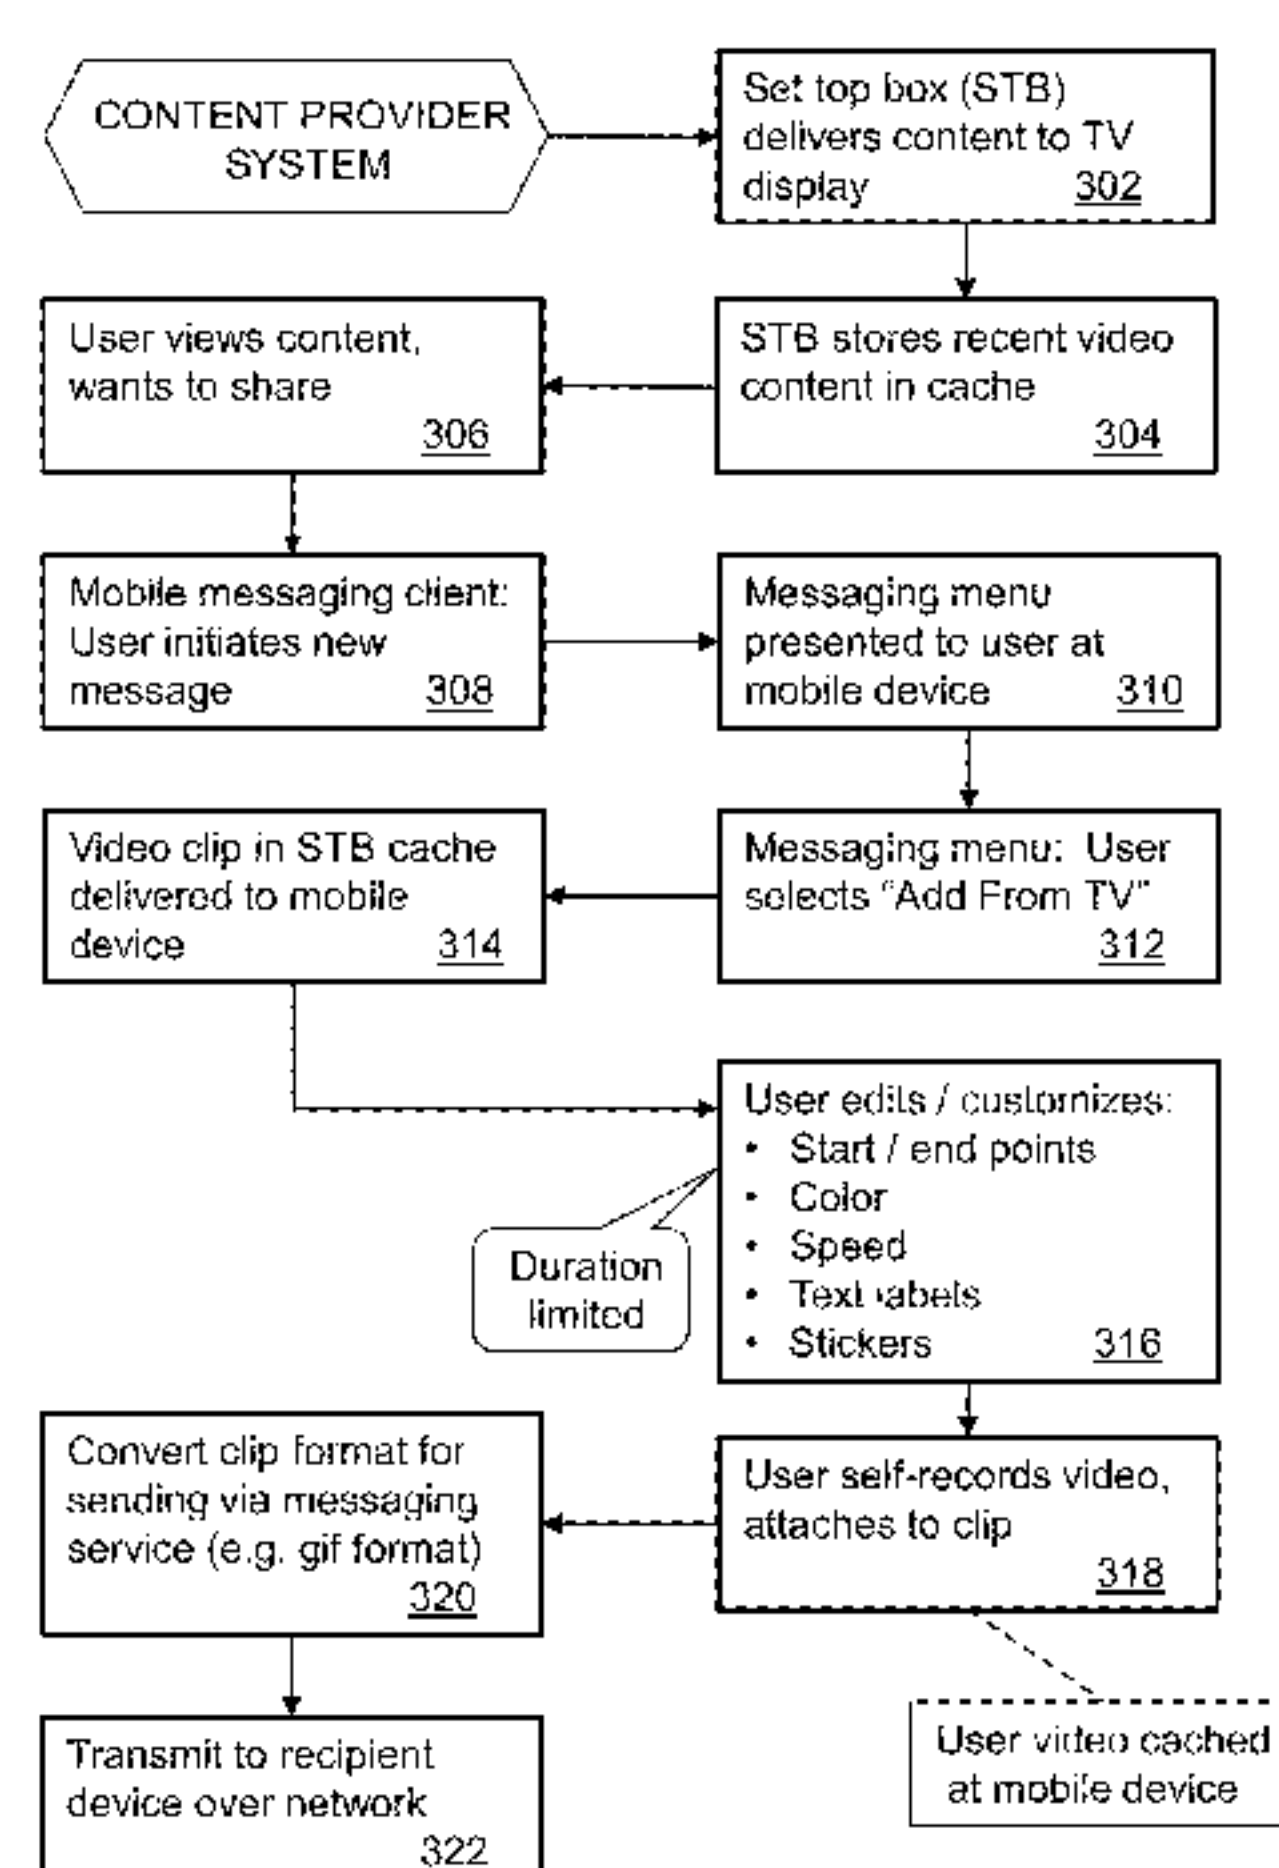 CONTENT PROVIDER
SYSTEM
Set top box (STB)
delivers content to TV
display 302
STB stores recent video
content in cache
304
User views content,
wants to share
306
Mobile messaging client:
User initiates new
message 308
Messaging menu
presented to user at
mobile device 310
Messaging menu: User
selects “Add From TV”
312
Video clip in STB cache
delivered to mobile
device 314
User edits / customizes:
• Start / end points
• Color
• Speed
• Text labels
• Stickers 316
Duration
limited
User self-records video,
attaches to clip
318
User video cached
at mobile device
Convert clip format for
sending via messaging
service (e.g. gif format)
320
Transmit to recipient
device over network
322